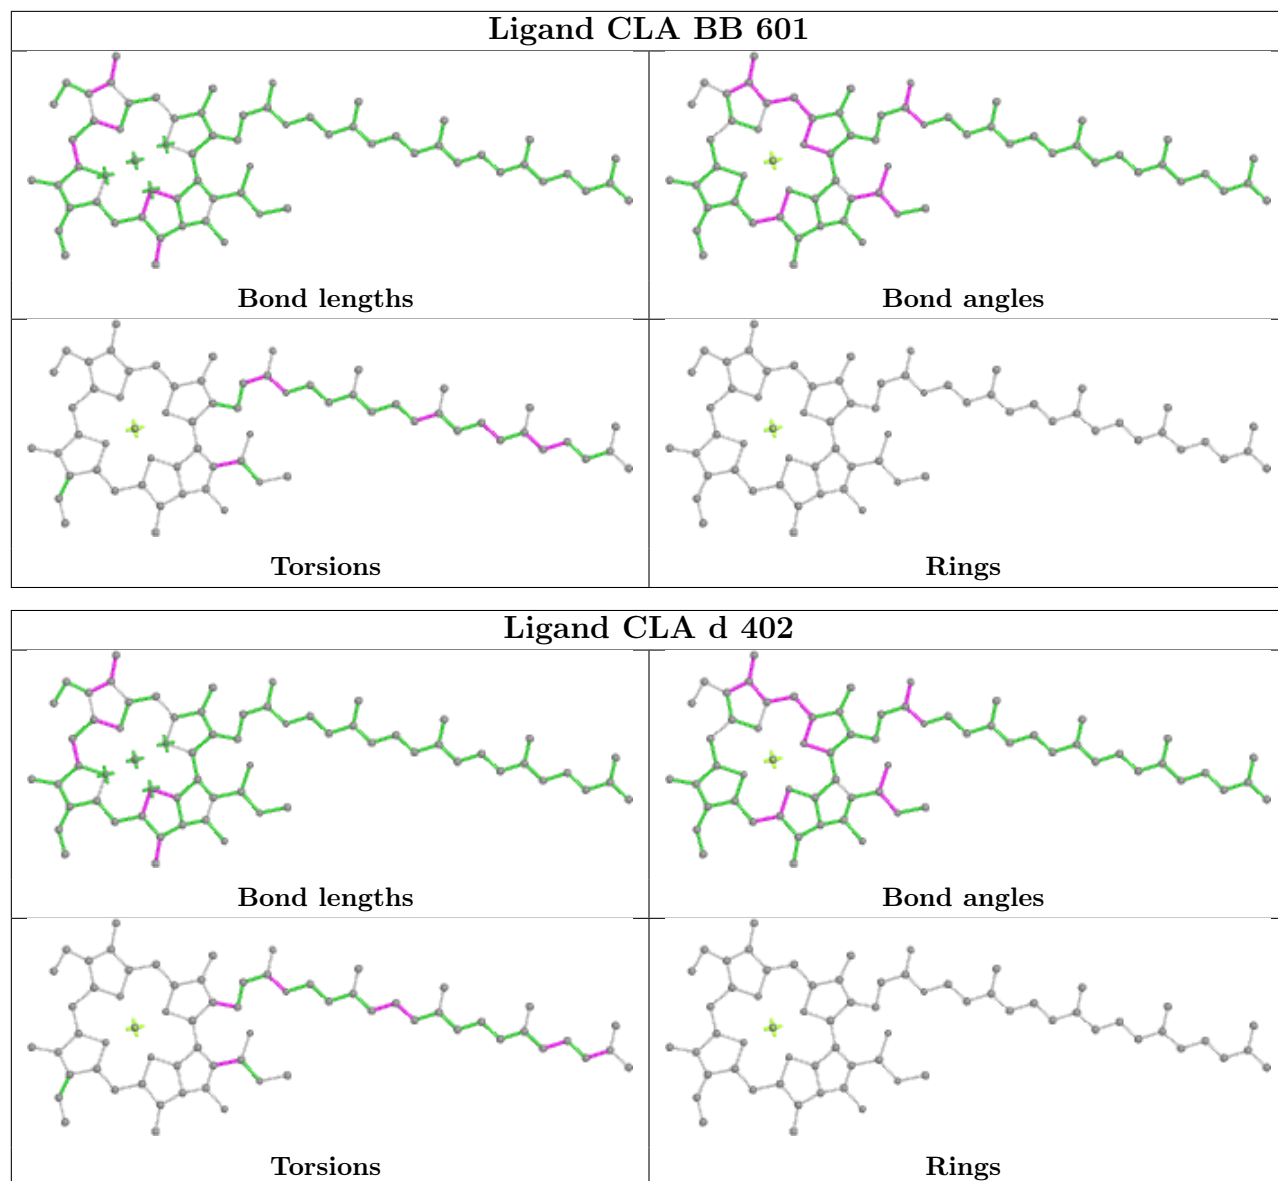 Ligand CLA BB 601
Bond lengths
Bond angles
Torsions
Rings
Ligand CLA d 402
Bond lengths
Bond angles
Torsions
Rings